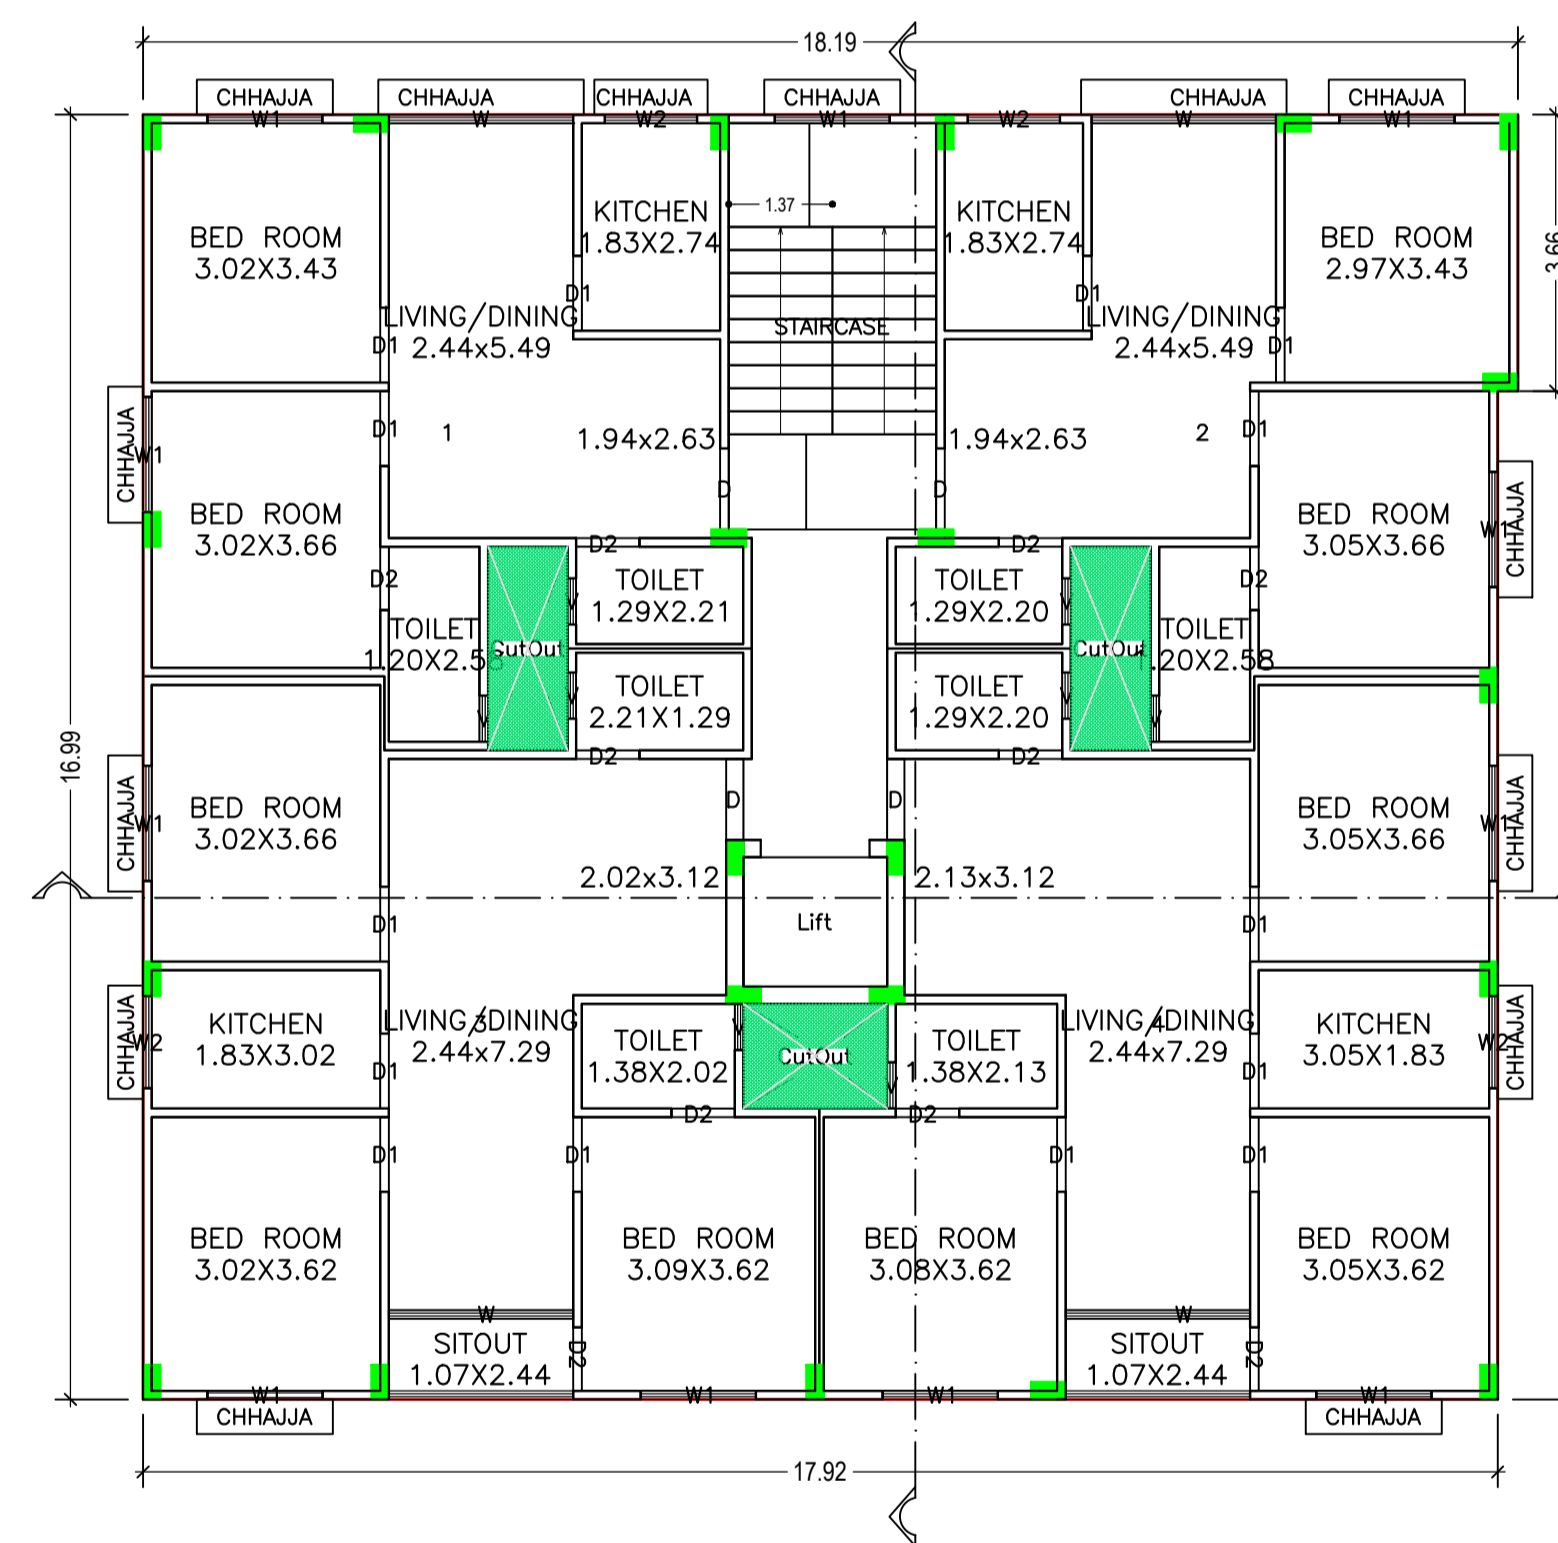 18.19
CHHAJJA
CHHAJJA
CHHAJJA
CHHAJJA
CHHAJJA
CHHAJJA
W1
W
W2
W1
W2
W
W1
1.37
KITCHEN
1.83X2.74
KITCHEN
1.83X2.74
BED ROOM
3.02X3.43
BED ROOM
2.97X3.43
3.66
D1
D1
LIVING/DINING
2.44x5.49
STAIRCASE
LIVING/DINING
2.44x5.49
D1
D1
CHHAJJA
W1
D1
1
1.94x2.63
1.94x2.63
2
D1
D
D
BED ROOM
3.02X3.66
BED ROOM
3.05X3.66
W1
CHHAJJA
D2
D2
D2
TOILET
1.29X2.21
TOILET
1.29X2.20
D2
V
V
TOILET
1.20X2.58
CutOut
CutOut
TOILET
1.20X2.58
TOILET
2.21X1.29
TOILET
1.29X2.20
V
V
V
V
D2
D2
16.99
CHHAJJA
W1
BED ROOM
3.02X3.66
D
D
BED ROOM
3.05X3.66
W1
CHHAJJA
2.02x3.12
2.13x3.12
D1
Lift
D1
CHHAJJA
W2
KITCHEN
1.83X3.02
LIVING/DINING
3
2.44x7.29
TOILET
1.38X2.02
V
CutOut
V
TOILET
1.38X2.13
LIVING/DINING
4
2.44x7.29
KITCHEN
3.05X1.83
W2
CHHAJJA
D1
D1
D2
D2
D1
D1
D1
D1
BED ROOM
3.02X3.62
BED ROOM
3.09X3.62
BED ROOM
3.08X3.62
BED ROOM
3.05X3.62
W
W
SITOUT
1.07X2.44
D2
SITOUT
1.07X2.44
D2
W1
W1
W1
W1
CHHAJJA
CHHAJJA
17.92